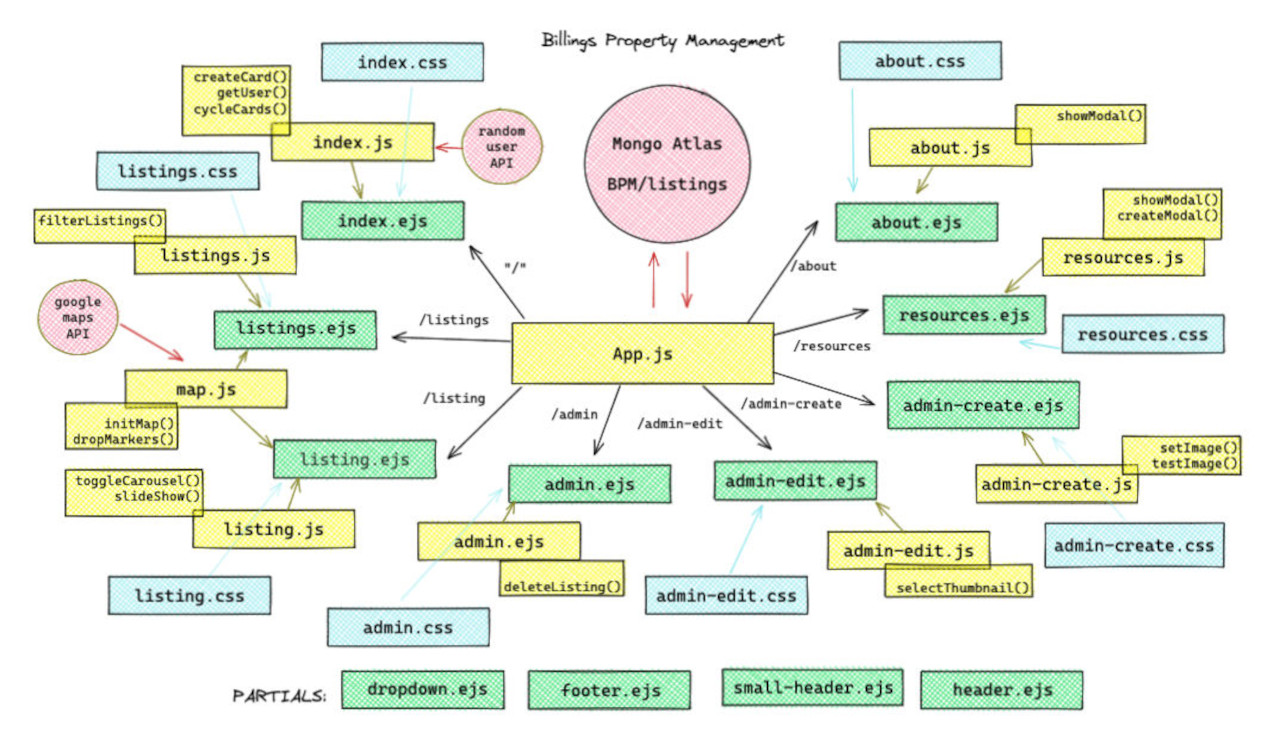 Billings Property Management
index.css
about.css
createCard()
getUser()
cycleCards()
index.js
random
user
API
Mongo Atlas
BPM/listings
showModal()
about.js
listings.css
index.ejs
about.ejs
showModal()
createModal()
filterListings()
listings.js
resources.js
"/"
/about
google
maps
API
listings.ejs
/listings
App.js
resources.ejs
/resources
resources.css
map.js
initMap()
dropMarkers()
/listing
/admin
/admin-edit
/admin-create
admin-create.ejs
listing.ejs
toggleCarousel()
slideShow()
listing.js
listing.css
admin.ejs
admin.ejs
deleteListing()
admin.css
admin-edit.ejs
admin-edit.js
selectThumbnail()
admin-edit.css
setImage()
testImage()
admin-create.js
admin-create.css
PARTIALS:
dropdown.ejs
footer.ejs
small-header.ejs
header.ejs